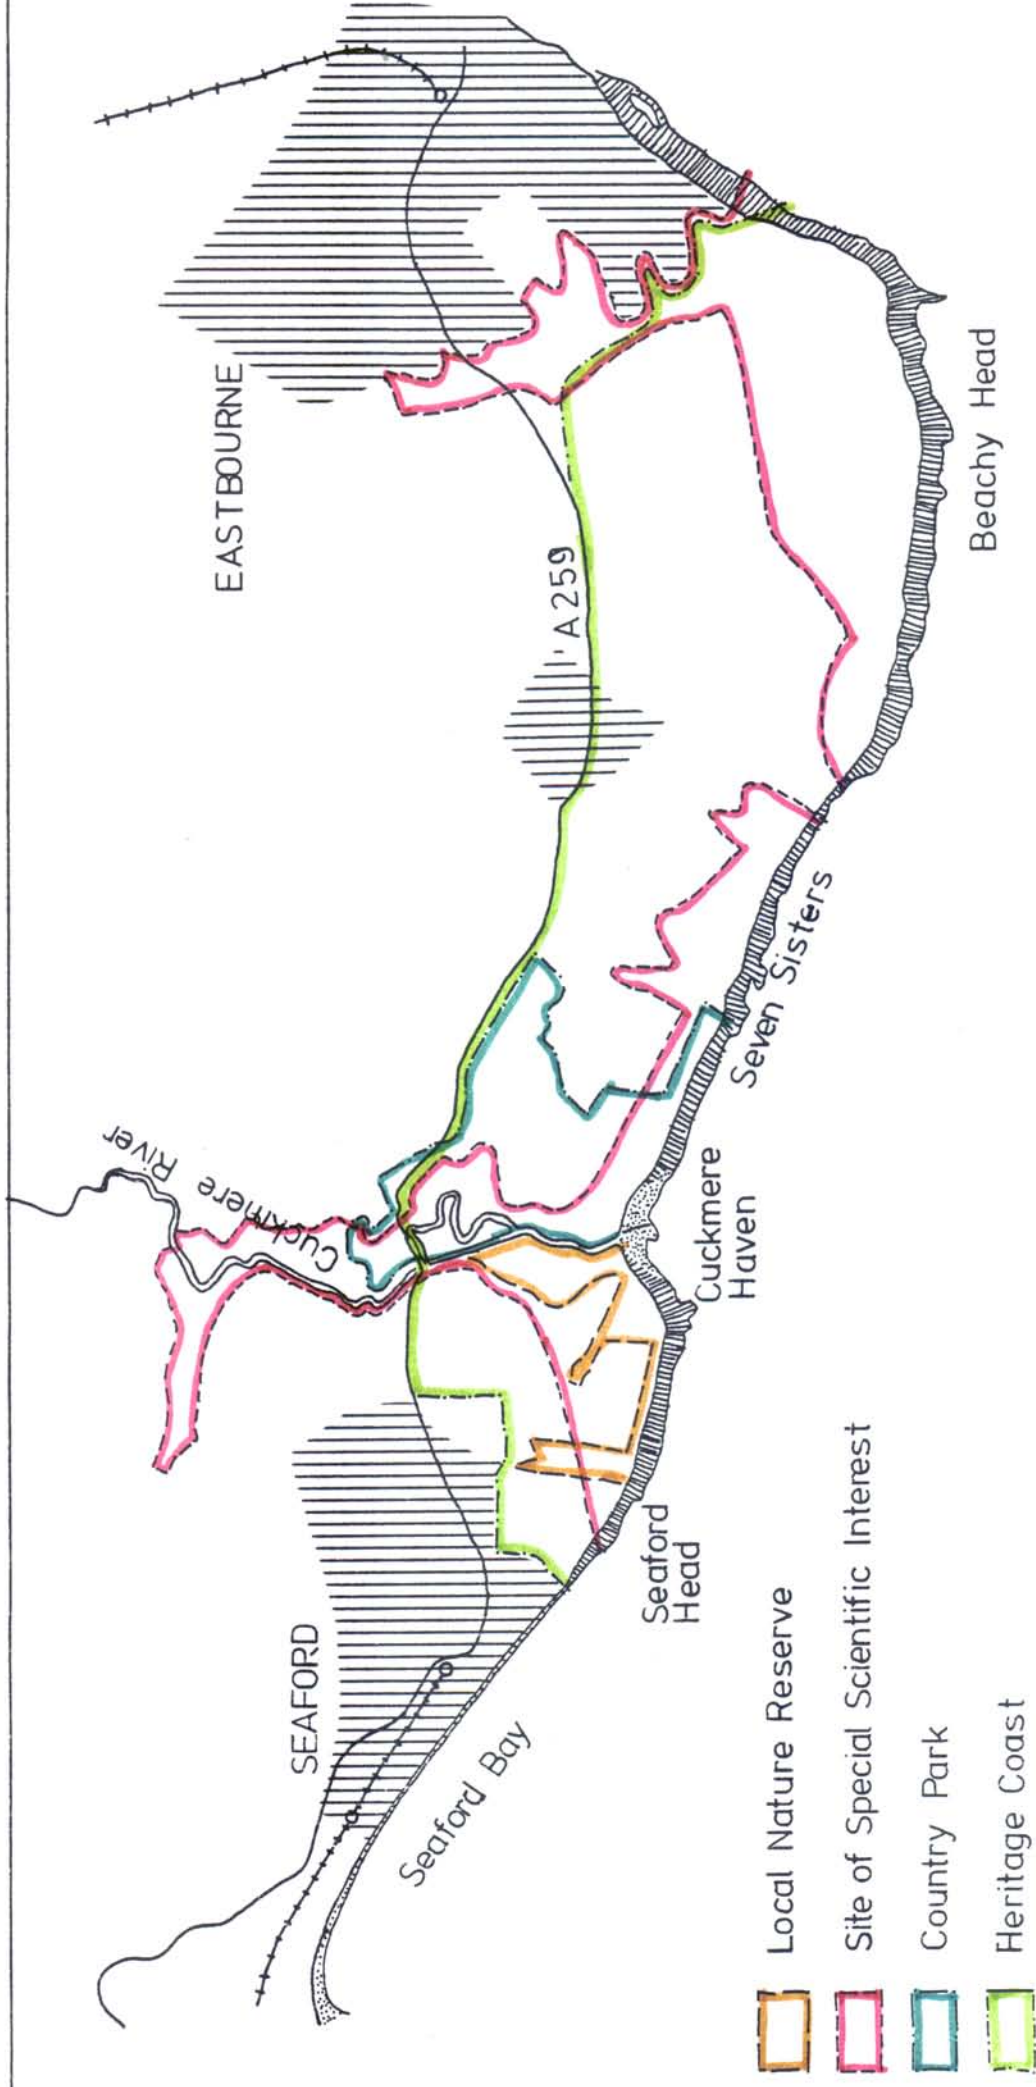 EASTBOURNE
A259
Cuckmere River
SEAFORD
Seaford Bay
Seaford
Head
Cuckmere
Haven
Seven Sisters
Beachy Head
Local Nature Reserve
Site of Special Scientific Interest
Country Park
Heritage Coast